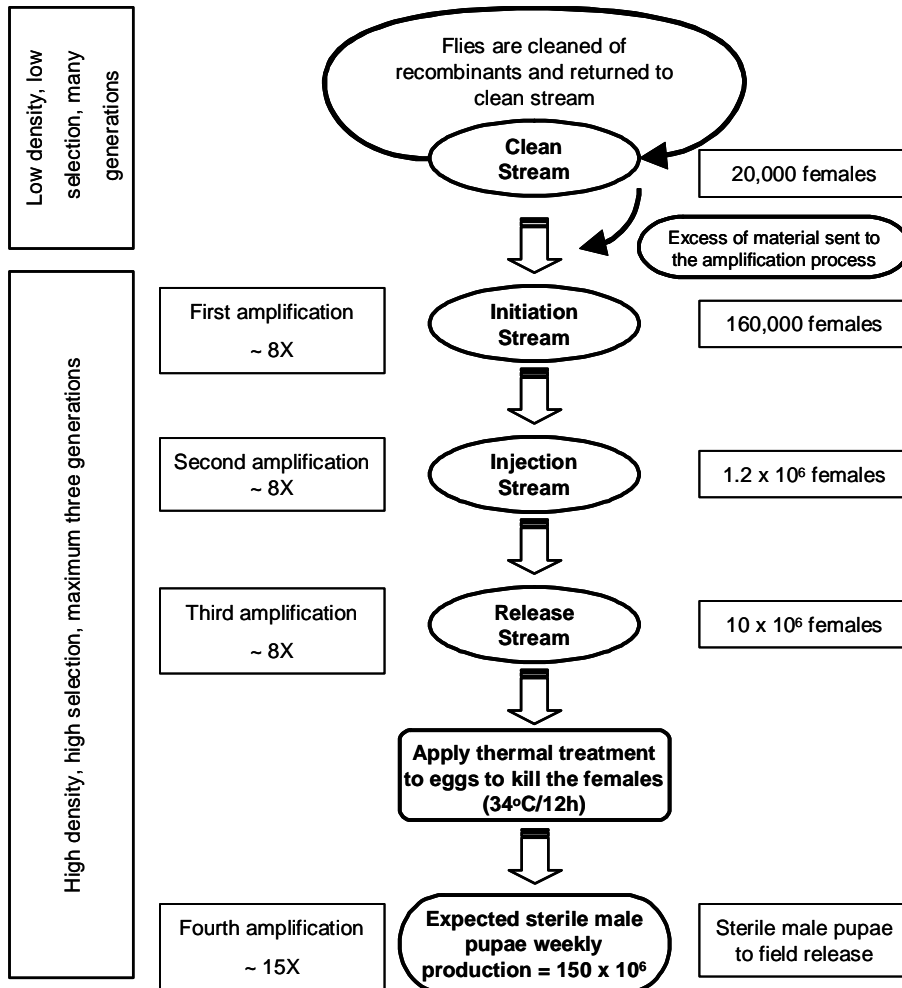 Low density, low
selection, many
generations
Flies are cleaned of
recombinants and returned to
clean stream
Clean
Stream
20,000 females
Excess of material sent to
the amplification process
High density, high selection, maximum three generations
First amplification
~ 8X
Initiation
Stream
160,000 females
Second amplification
~ 8X
Injection
Stream
1.2 x 10⁶ females
Third amplification
~ 8X
Release
Stream
10 x 10⁶ females
Apply thermal treatment
to eggs to kill the females
(34ºC/12h)
Fourth amplification
~ 15X
Expected sterile male
pupae weekly
production = 150 x 10⁶
Sterile male pupae
to field release